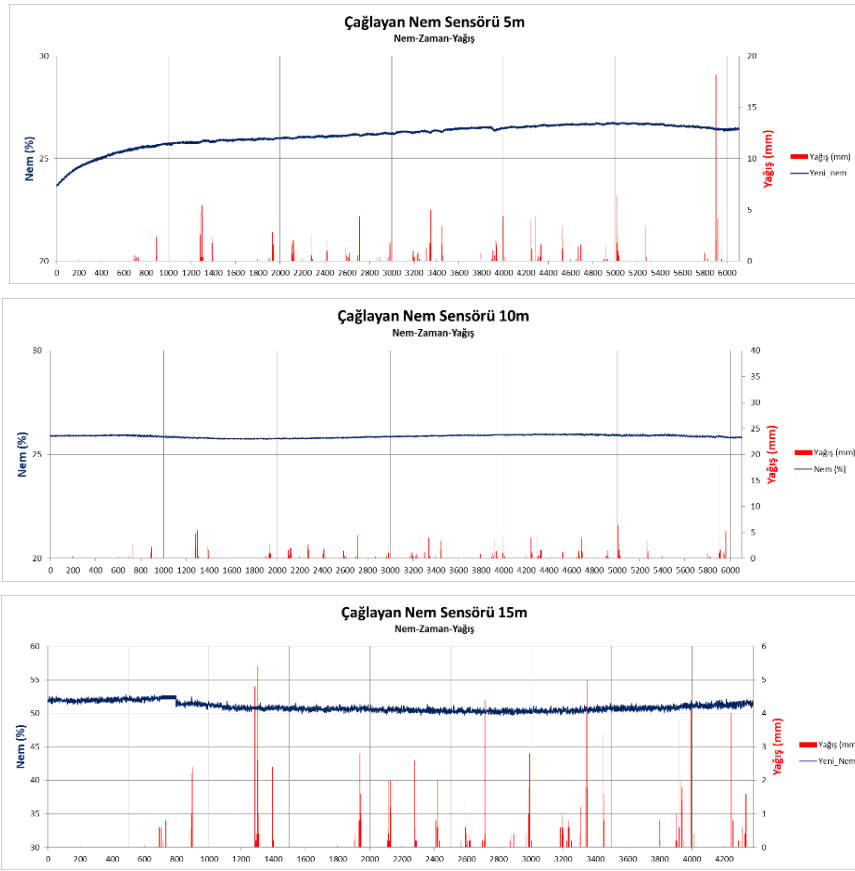 Çağlayan Nem Sensörü 5m
Nem-Zaman-Yağış
30
25
20
Nem (%)
20
15
10
5
0
Yağış (mm)
Yağış (mm)
Yeni_nem
0 200 400 600 800 1000 1200 1400 1600 1800 2000 2200 2400 2600 2800 3000 3200 3400 3600 3800 4000 4200 4400 4600 4800 5000 5200 5400 5600 5800 6000
Çağlayan Nem Sensörü 10m
Nem-Zaman-Yağış
30
25
20
Nem (%)
40
35
30
25
20
15
10
5
0
Yağış (mm)
Yağış (mm)
Nem (%)
0 200 400 600 800 1000 1200 1400 1600 1800 2000 2200 2400 2600 2800 3000 3200 3400 3600 3800 4000 4200 4400 4600 4800 5000 5200 5400 5600 5800 6000
Çağlayan Nem Sensörü 15m
Nem-Zaman-Yağış
60
55
50
45
40
35
30
Nem (%)
6
5
4
3
2
1
0
Yağış (mm)
Yağış (mm)
Yeni_Nem
0 200 400 600 800 1000 1200 1400 1600 1800 2000 2200 2400 2600 2800 3000 3200 3400 3600 3800 4000 4200